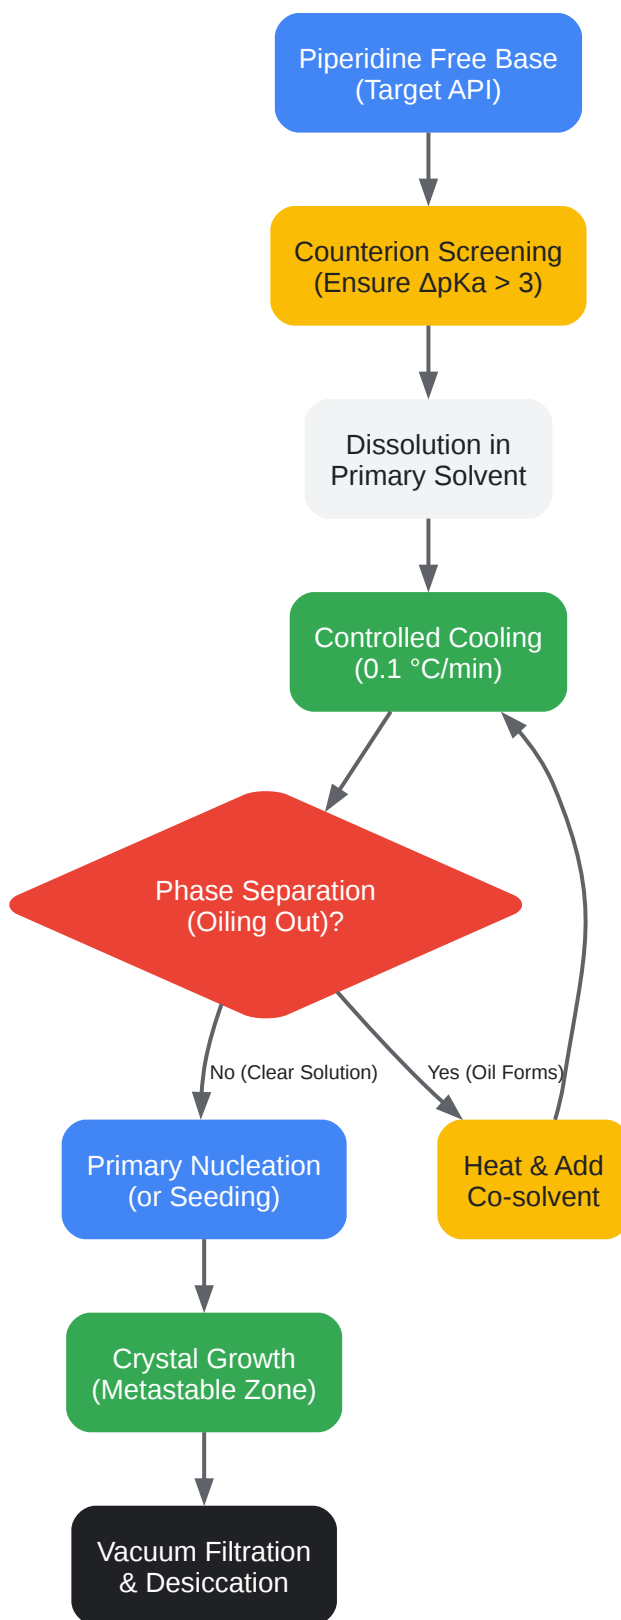 Piperidine Free Base
(Target API)
Counterion Screening
(Ensure ΔpKa > 3)
Dissolution in
Primary Solvent
Controlled Cooling
(0.1 °C/min)
Phase Separation
(Oiling Out)?
No (Clear Solution)
Yes (Oil Forms)
Primary Nucleation
(or Seeding)
Heat & Add
Co-solvent
Crystal Growth
(Metastable Zone)
Vacuum Filtration
& Desiccation